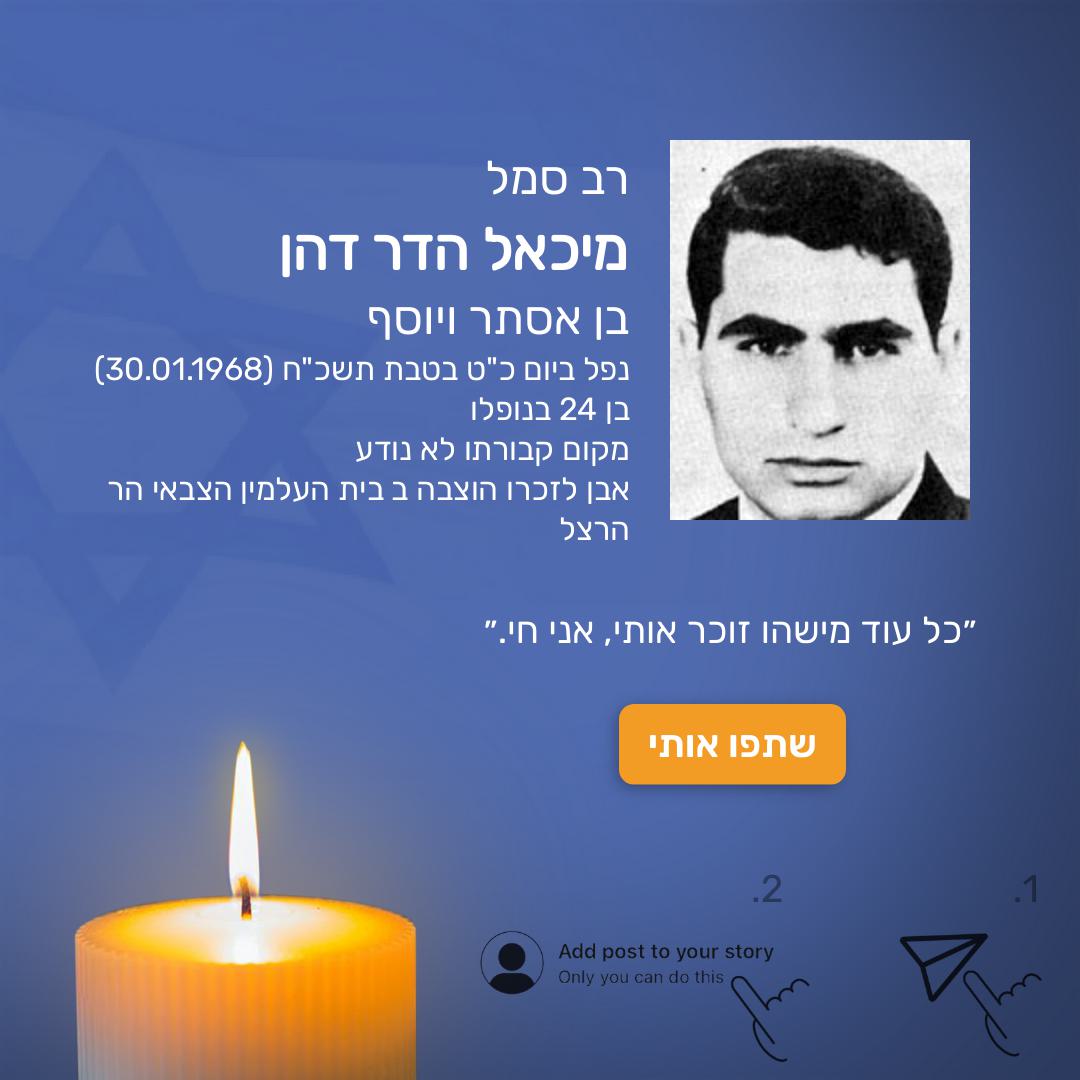 רב סמל
מיכאל הדר דהן
בן אסתר ויוסף
נפל ביום כ"ט בטבת תשכ"ח (30.01.1968)
בן 24 בנופלו
מקום קבורתו לא נודע
אבן לזכרו הוצבה ב בית העלמין הצבאי הר
הרצל
״כל עוד מישהו זוכר אותי, אני חי.״
שתפו אותי
1.
2.
Add post to your story
Only you can do this